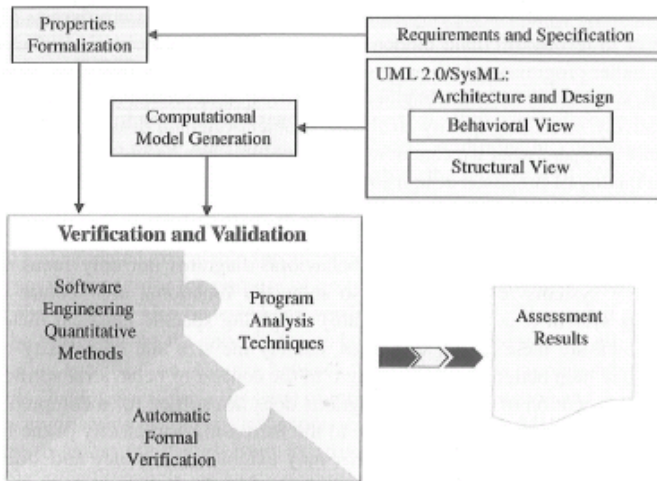 Properties
Formalization
Requirements and Specification
UML 2.0/SysML:
Architecture and Design
Behavioral View
Structural View
Computational
Model Generation
Verification and Validation
Software
Engineering
Quantitative
Methods
Program
Analysis
Techniques
Automatic
Formal
Verification
Assessment
Results